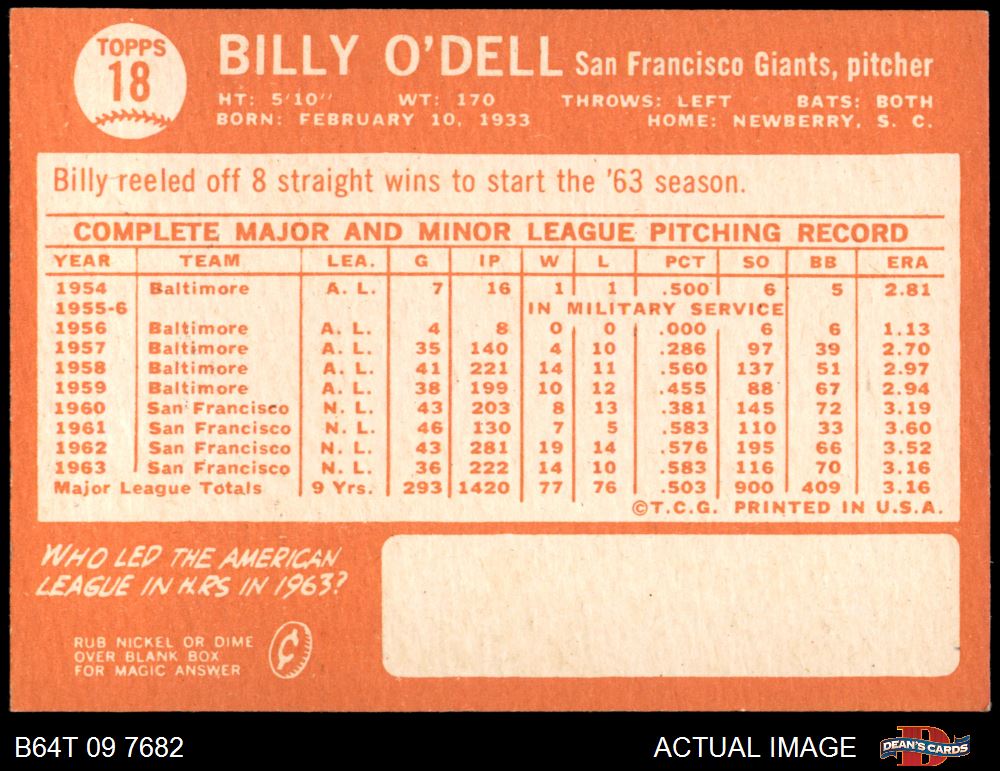 TOPPS
18
BILLY O'DELL San Francisco Giants, pitcher
HT: 5'10" WT: 170 THROWS: LEFT BATS: BOTH
BORN: FEBRUARY 10, 1933 HOME: NEWBERRY, S. C.
Billy reeled off 8 straight wins to start the '63 season.
COMPLETE MAJOR AND MINOR LEAGUE PITCHING RECORD
YEAR TEAM LEA. G IP W L PCT SO BB ERA
1954 Baltimore A. L. 7 16 1 1 .500 6 5 2.81
1955-6 IN MILITARY SERVICE
1956 Baltimore A. L. 4 8 0 0 .000 6 6 1.13
1957 Baltimore A. L. 35 140 4 10 .286 97 39 2.70
1958 Baltimore A. L. 41 221 14 11 .560 137 51 2.97
1959 Baltimore A. L. 38 199 10 12 .455 88 67 2.94
1960 San Francisco N. L. 43 203 8 13 .381 145 72 3.19
1961 San Francisco N. L. 46 130 7 5 .583 110 33 3.60
1962 San Francisco N. L. 43 281 19 14 .576 195 66 3.52
1963 San Francisco N. L. 36 222 14 10 .583 116 70 3.16
Major League Totals 9 Yrs. 293 1420 77 76 .503 900 409 3.16
©T.C.G. PRINTED IN U.S.A.
WHO LED THE AMERICAN
LEAGUE IN H.RS IN 1963?
RUB NICKEL OR DIME
OVER BLANK BOX
FOR MAGIC ANSWER
¢
B64T 09 7682 ACTUAL IMAGE DEAN'S CARDS